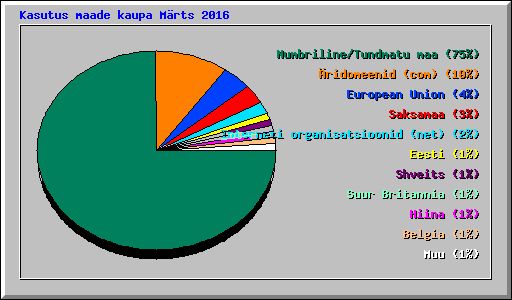 Kasutus maade kaupa Märts 2016
Numbriline/Tundmatu maa (75%)
Äridomeenid (com) (10%)
European Union (4%)
Saksamaa (3%)
Interneti organisatsioonid (net) (2%)
Eesti (1%)
Shveits (1%)
Suur Britannia (1%)
Hiina (1%)
Belgia (1%)
Muu (1%)